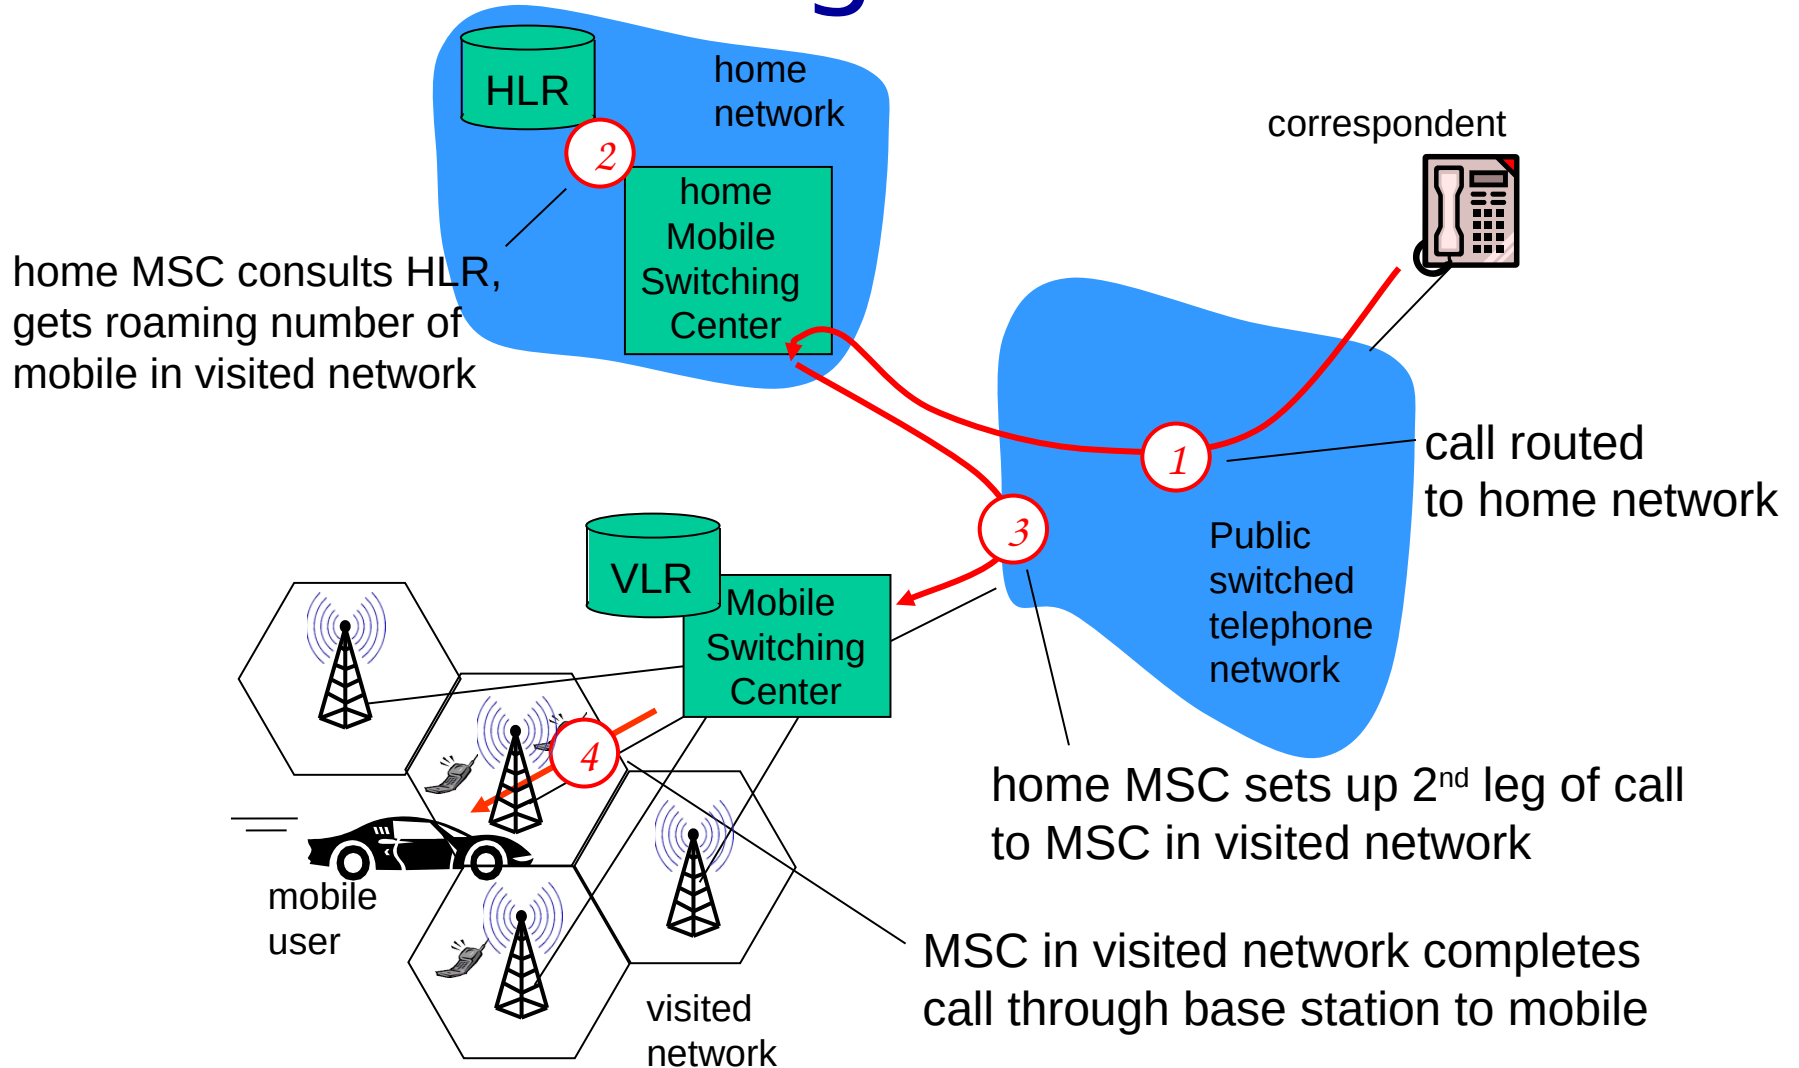 HLR
home
network
2
home
Mobile
Switching
Center
correspondent
home MSC consults HLR,
gets roaming number of
mobile in visited network
1
call routed
to home network
3
Public
switched
telephone
network
VLR
Mobile
Switching
Center
4
home MSC sets up 2nd leg of call
to MSC in visited network
mobile
user
MSC in visited network completes
call through base station to mobile
visited
network